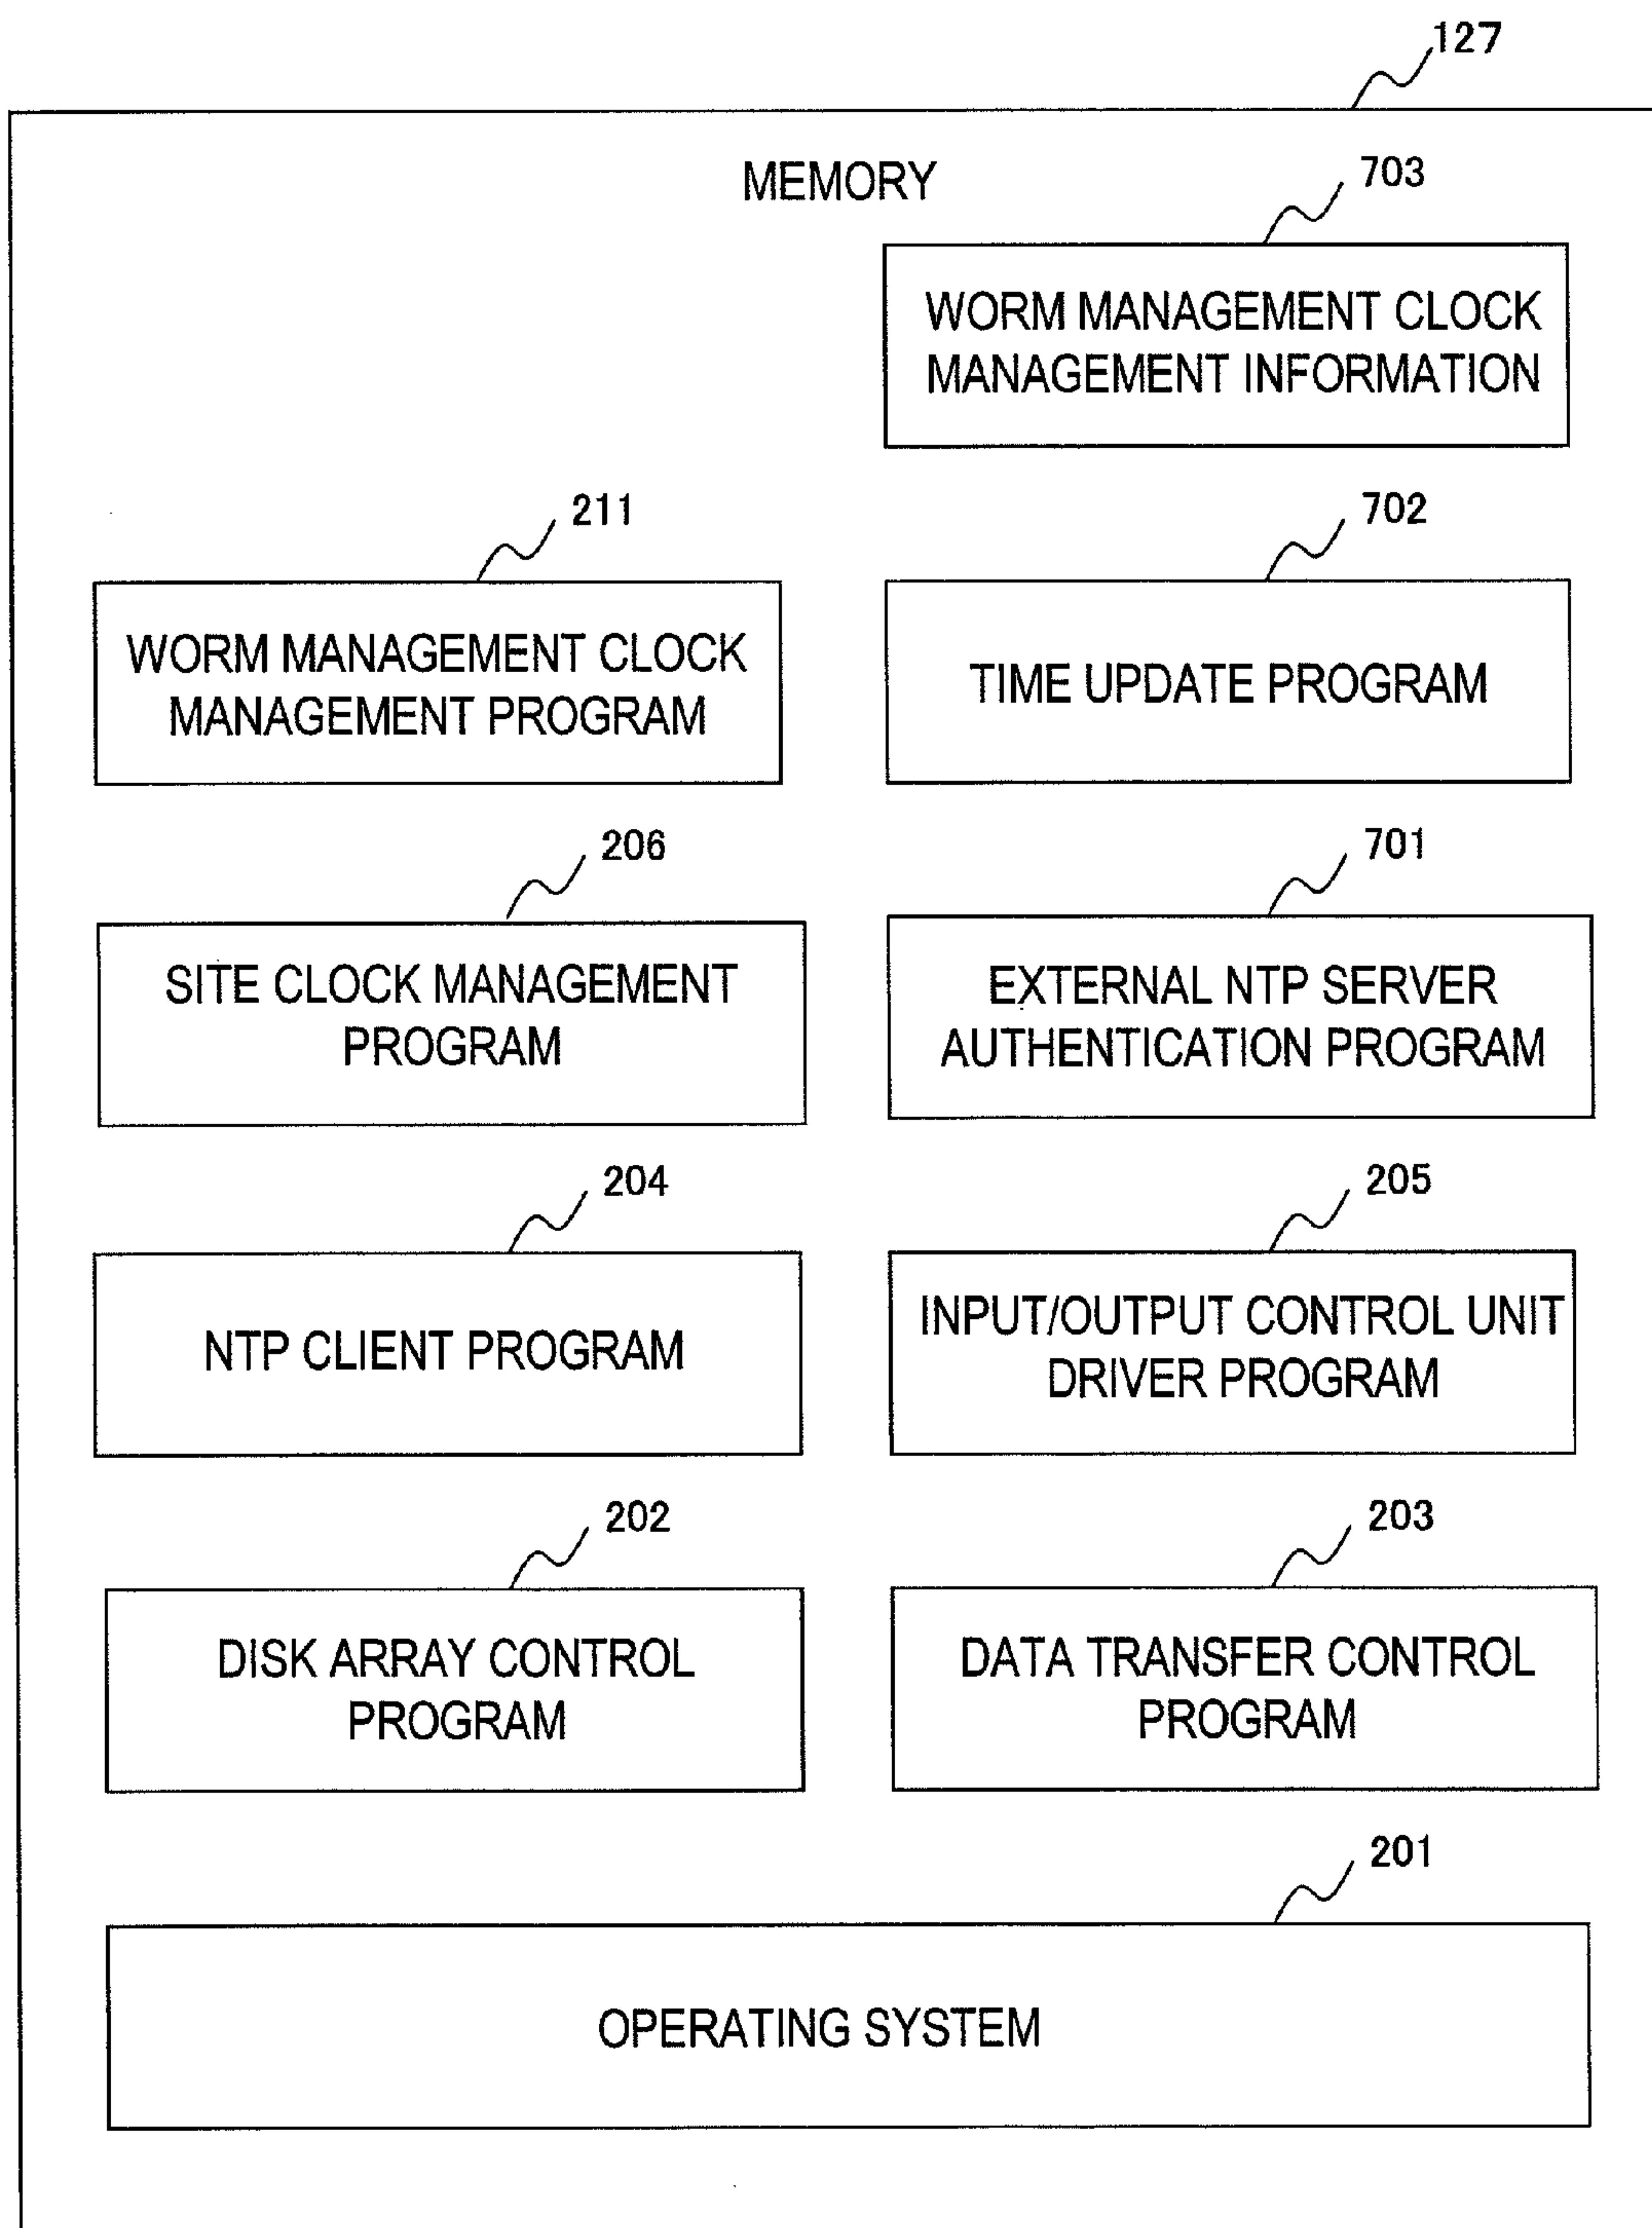 127
MEMORY
703
WORM MANAGEMENT CLOCK
MANAGEMENT INFORMATION
211
WORM MANAGEMENT CLOCK
MANAGEMENT PROGRAM
702
TIME UPDATE PROGRAM
206
SITE CLOCK MANAGEMENT
PROGRAM
701
EXTERNAL NTP SERVER
AUTHENTICATION PROGRAM
204
NTP CLIENT PROGRAM
205
INPUT/OUTPUT CONTROL UNIT
DRIVER PROGRAM
202
DISK ARRAY CONTROL
PROGRAM
203
DATA TRANSFER CONTROL
PROGRAM
201
OPERATING SYSTEM